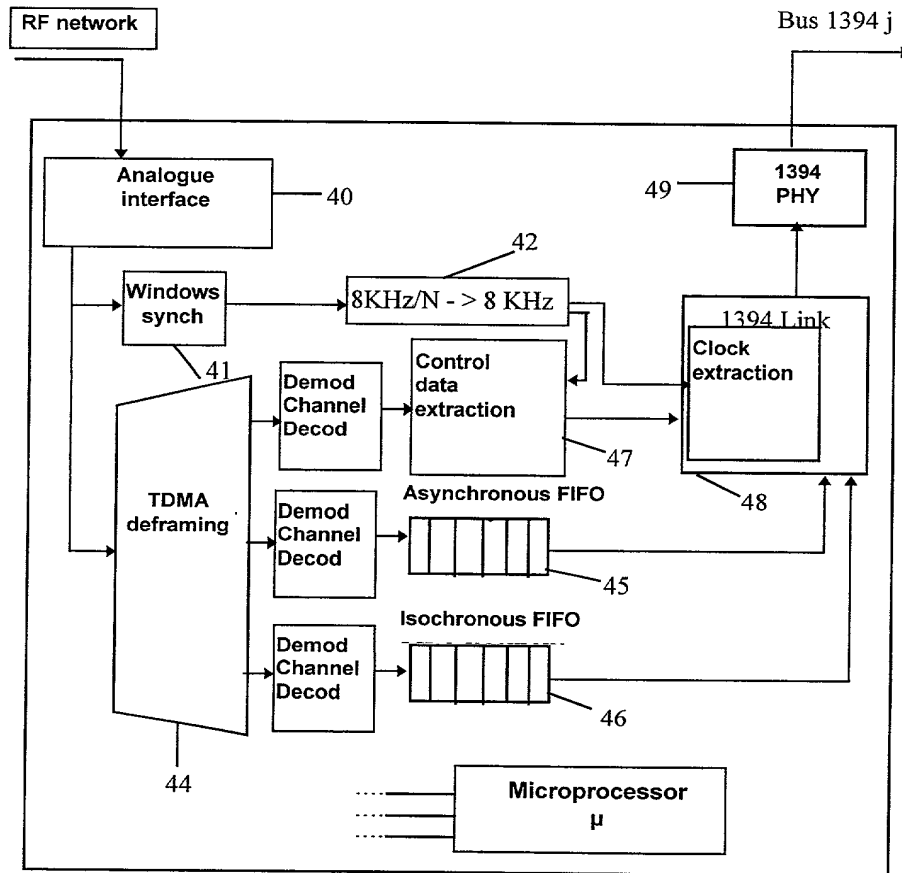 RF network
Bus 1394 j
Analogue
interface
40
1394
PHY
49
42
Windows
synch
8KHz/N - > 8 KHz
1394 Link
Clock
extraction
41
Demod
Channel
Decod
Control
data
extraction
47
48
TDMA
deframing
Asynchronous FIFO
Demod
Channel
Decod
45
Isochronous FIFO
Demod
Channel
Decod
46
44
Microprocessor
µ